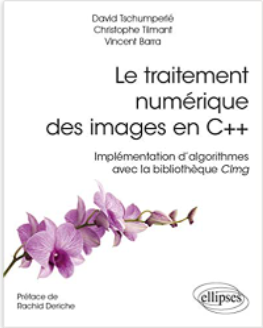 David Tschumperlé
Christophe Tilmant
Vincent Barra
Le traitement
numérique
des images en C++
Implémentation d'algorithmes
avec la bibliothèque CImg
Préface de
Rachid Deriche
ellipses